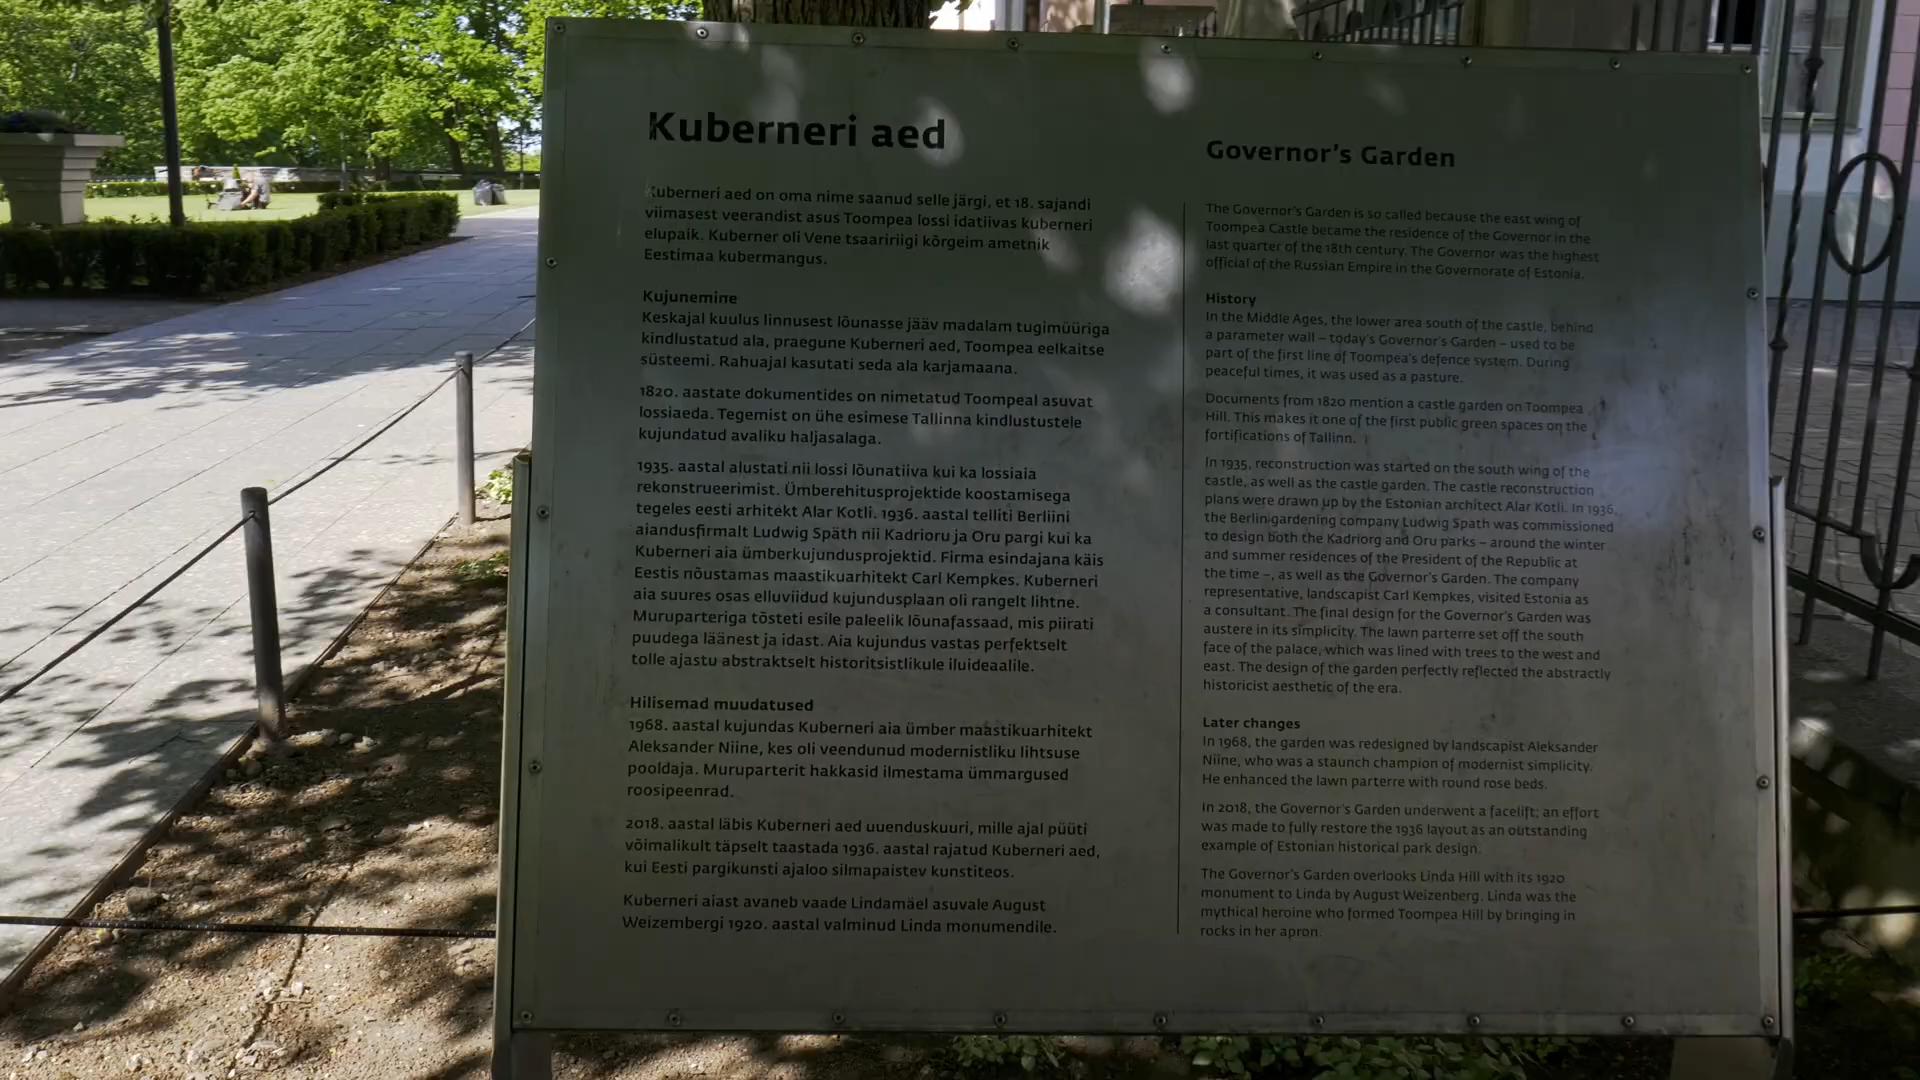 Kuberneri aed
Kuberneri aed on oma nime saanud selle järgi, et 18. sajandi
viimasest veerandist asus Toompea lossi idatiivas kuberneri
elupaik. Kuberner oli Vene tsaaririigi kõrgeim ametnik
Eestimaa kubermangus.
Kujunemine
Keskajal kuulus linnusest lõunasse jääv madalam tugimüüriga
kindlustatud ala, praegune Kuberneri aed, Toompea eelkaitse
süsteemi. Rahuajal kasutati seda ala karjamaana.
1820. aastate dokumentides on nimetatud Toompeal asuvat
lossiaeda. Tegemist on ühe esimese Tallinna kindlustustele
kujundatud avaliku haljasalaga.
1935. aastal alustati nii lossi lõunatiiva kui ka lossiaia
rekonstrueerimist. Ümberehitusprojektide koostamisega
tegeles eesti arhitekt Alar Kotli. 1936. aastal telliti Berliini
aiandusfirmalt Ludwig Späth nii Kadrioru ja Oru pargi kui ka
Kuberneri aia ümberkujundusprojektid. Firma esindajana käis
Eestis nõustamas maastikuarhitekt Carl Kempkes. Kuberneri
aia suures osas elluviidud kujundusplaan oli rangelt lihtne.
Muruparteriga tõsteti esile paleelik lõunafassaad, mis piirati
puudega läänest ja idast. Aia kujundus vastas perfektselt
tolle ajastu abstraktselt historitsistlikule iluideaalile.
Hilisemad muudatused
1968. aastal kujundas Kuberneri aia ümber maastikuarhitekt
Aleksander Niine, kes oli veendunud modernistliku lihtsuse
pooldaja. Muruparterit hakkasid ilmestama ümmargused
roosipeenrad.
2018. aastal läbis Kuberneri aed uuenduskuuri, mille ajal püüti
võimalikult täpselt taastada 1936. aastal rajatud Kuberneri aed,
kui Eesti pargikunsti ajaloo silmapaistev kunstiteos.
Kuberneri aiast avaneb vaade Lindamäel asuvale August
Weizembergi 1920. aastal valminud Linda monumendile.
Governor's Garden
The Governor's Garden is so called because the east wing of
Toompea Castle became the residence of the Governor in the
last quarter of the 18th century. The Governor was the highest
official of the Russian Empire in the Governorate of Estonia.
History
In the Middle Ages, the lower area south of the castle, behind
a parameter wall – today's Governor's Garden – used to be
part of the first line of Toompea's defence system. During
peaceful times, it was used as a pasture.
Documents from 1820 mention a castle garden on Toompea
Hill. This makes it one of the first public green spaces on the
fortifications of Tallinn.
In 1935, reconstruction was started on the south wing of the
castle, as well as the castle garden. The castle reconstruction
plans were drawn up by the Estonian architect Alar Kotli. In 1936,
the Berlin gardening company Ludwig Späth was commissioned
to design both the Kadriorg and Oru parks – around the winter
and summer residences of the President of the Republic at
the time –, as well as the Governor's Garden. The company
representative, landscapist Carl Kempkes, visited Estonia as
a consultant. The final design for the Governor's Garden was
austere in its simplicity. The lawn parterre set off the south
face of the palace, which was lined with trees to the west and
east. The design of the garden perfectly reflected the abstractly
historicist aesthetic of the era.
Later changes
In 1968, the garden was redesigned by landscapist Aleksander
Niine, who was a staunch champion of modernist simplicity.
He enhanced the lawn parterre with round rose beds.
In 2018, the Governor's Garden underwent a facelift; an effort
was made to fully restore the 1936 layout as an outstanding
example of Estonian historical park design.
The Governor's Garden overlooks Linda Hill with its 1920
monument to Linda by August Weizenberg. Linda was the
mythical heroine who formed Toompea Hill by bringing in
rocks in her apron.